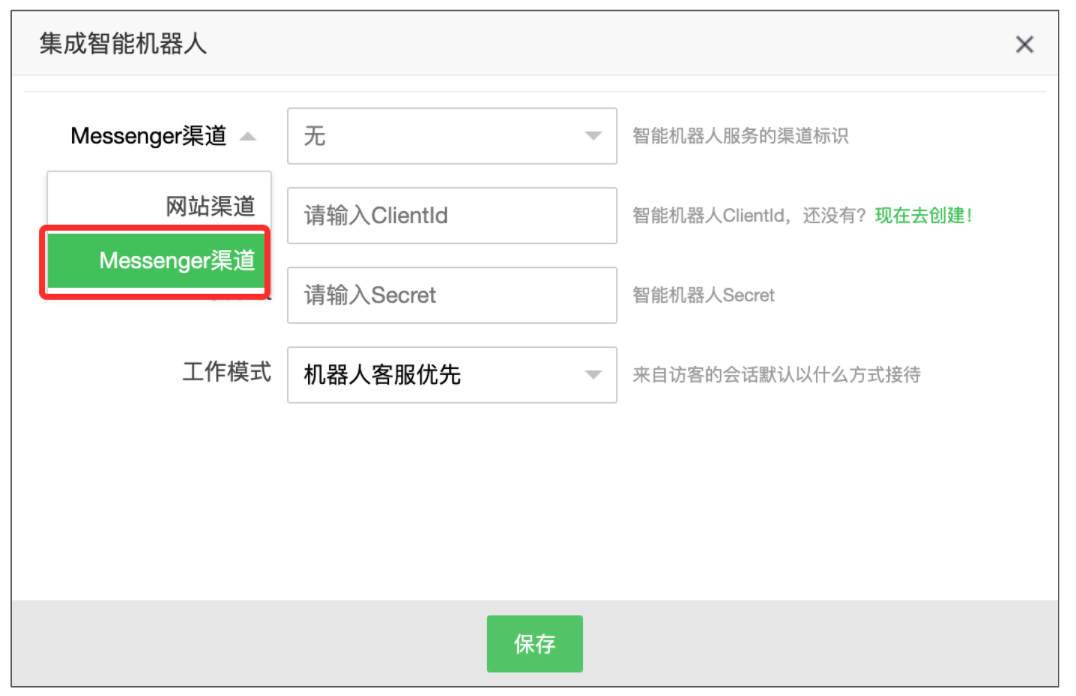 集成智能机器人
Messenger渠道
无
智能机器人服务的渠道标识
网站渠道
请输入ClientId
智能机器人ClientId，还没有？现在去创建！
Messenger渠道
请输入Secret
智能机器人Secret
工作模式
机器人客服优先
来自访客的会话默认以什么方式接待
保存